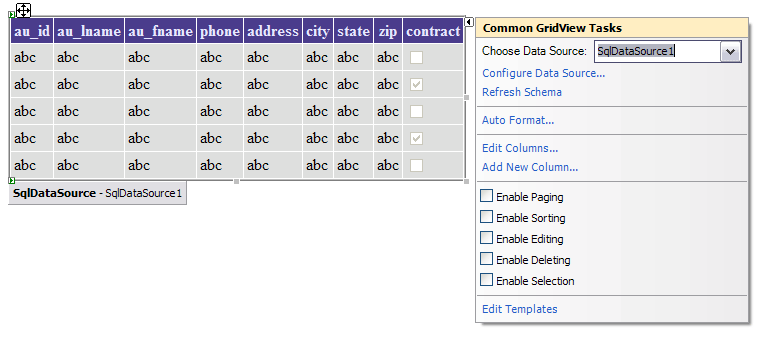 au_id au_lname au_fname phone address city state zip contract
abc abc abc abc abc abc abc abc
abc abc abc abc abc abc abc abc
abc abc abc abc abc abc abc abc
abc abc abc abc abc abc abc abc
abc abc abc abc abc abc abc abc
SqlDataSource - SqlDataSource1
Common GridView Tasks
Choose Data Source: SqlDataSource1
Configure Data Source...
Refresh Schema
Auto Format...
Edit Columns...
Add New Column...
Enable Paging
Enable Sorting
Enable Editing
Enable Deleting
Enable Selection
Edit Templates